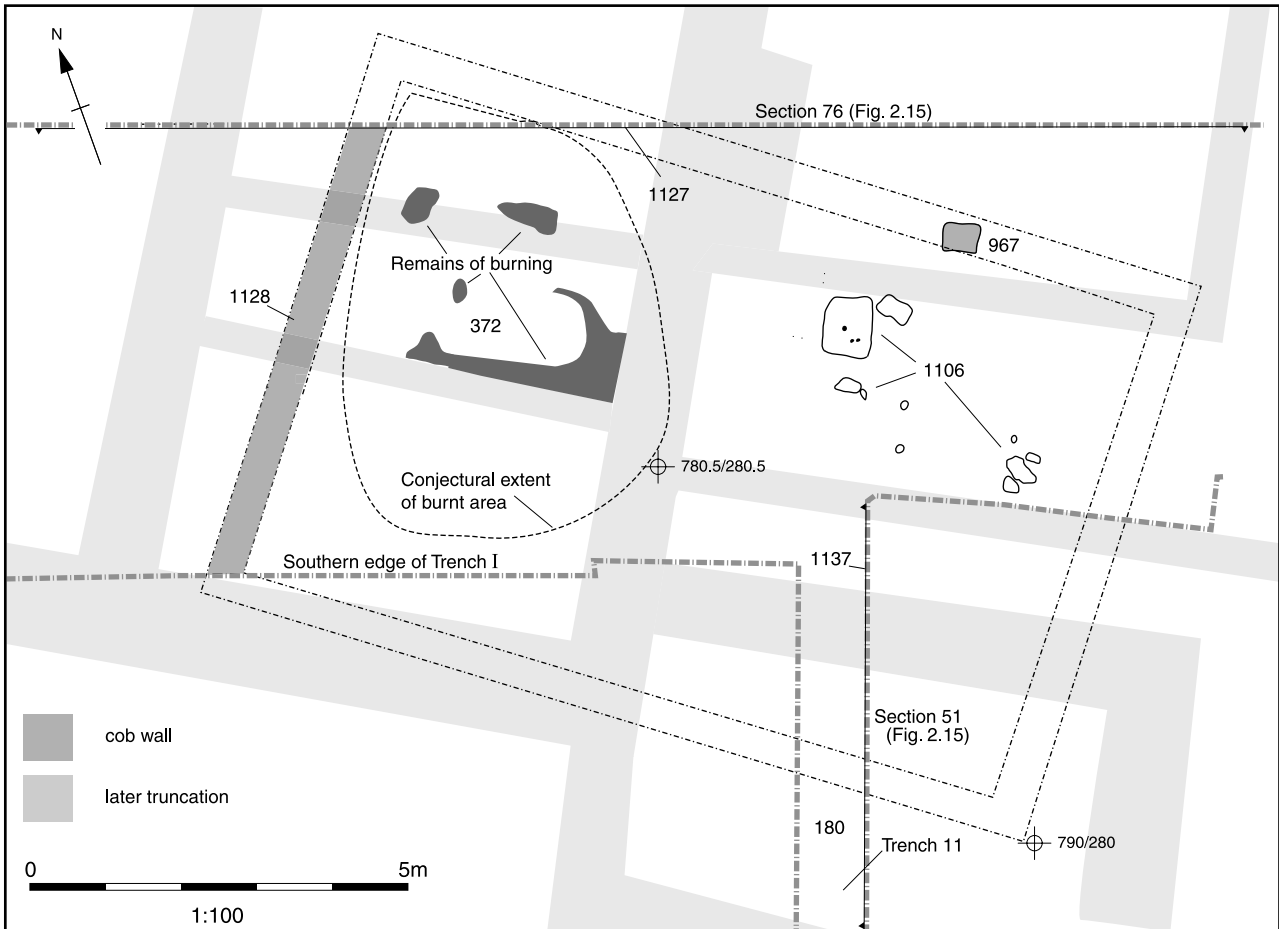 N
Section 76 (Fig. 2.15)
1127
967
Remains of burning
1128
372
1106
780.5/280.5
Conjectural extent
of burnt area
Southern edge of Trench I
1137
Section 51
(Fig. 2.15)
cob wall
later truncation
180
Trench 11
790/280
0
5m
1:100